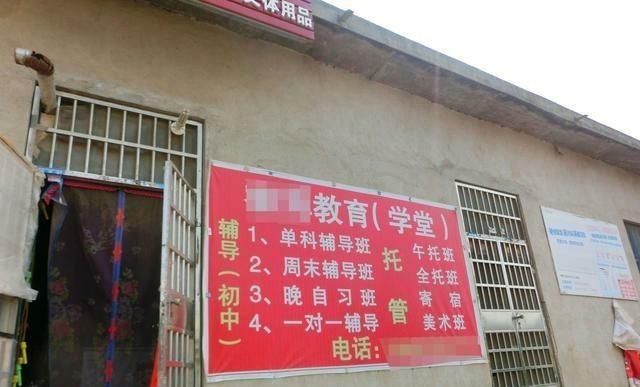 体用品
教育(学堂)
辅导(初中)
1、单科辅导班
2、周末辅导班
3、晚自习班
4、一对一辅导
托管
午托班
全托班
寄宿
美术班
电话: